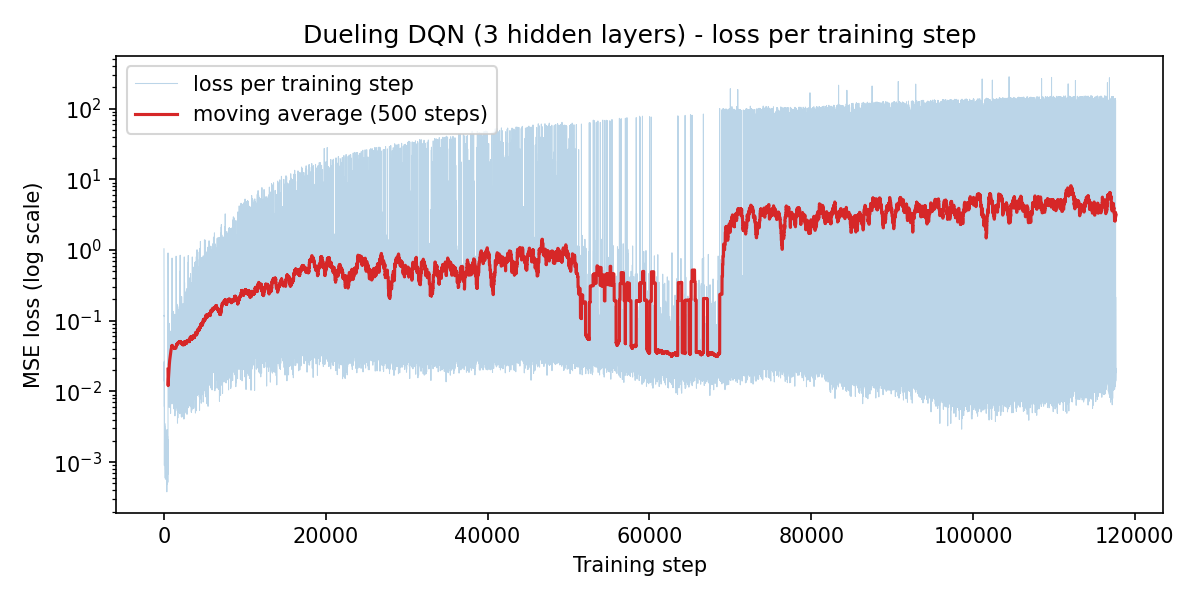 Dueling DQN (3 hidden layers) - loss per training step
loss per training step
moving average (500 steps)
MSE loss (log scale)
10²
10¹
10⁰
10⁻¹
10⁻²
10⁻³
0 20000 40000 60000 80000 100000 120000
Training step